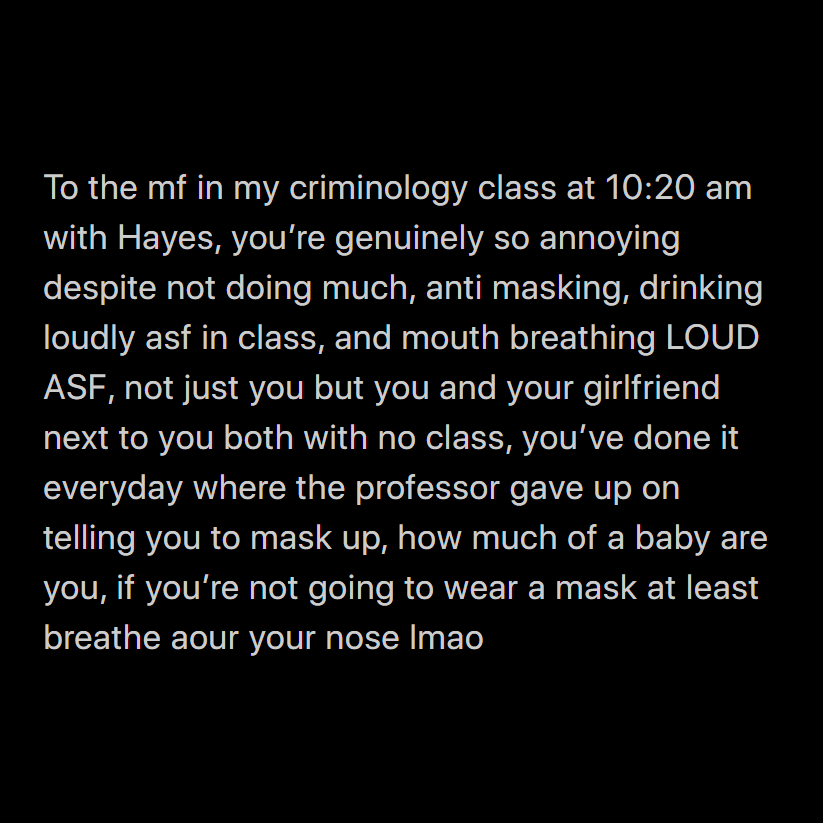 To the mf in my criminology class at 10:20 am
with Hayes, you’re genuinely so annoying
despite not doing much, anti masking, drinking
loudly asf in class, and mouth breathing LOUD
ASF, not just you but you and your girlfriend
next to you both with no class, you’ve done it
everyday where the professor gave up on
telling you to mask up, how much of a baby are
you, if you’re not going to wear a mask at least
breathe aour your nose lmao